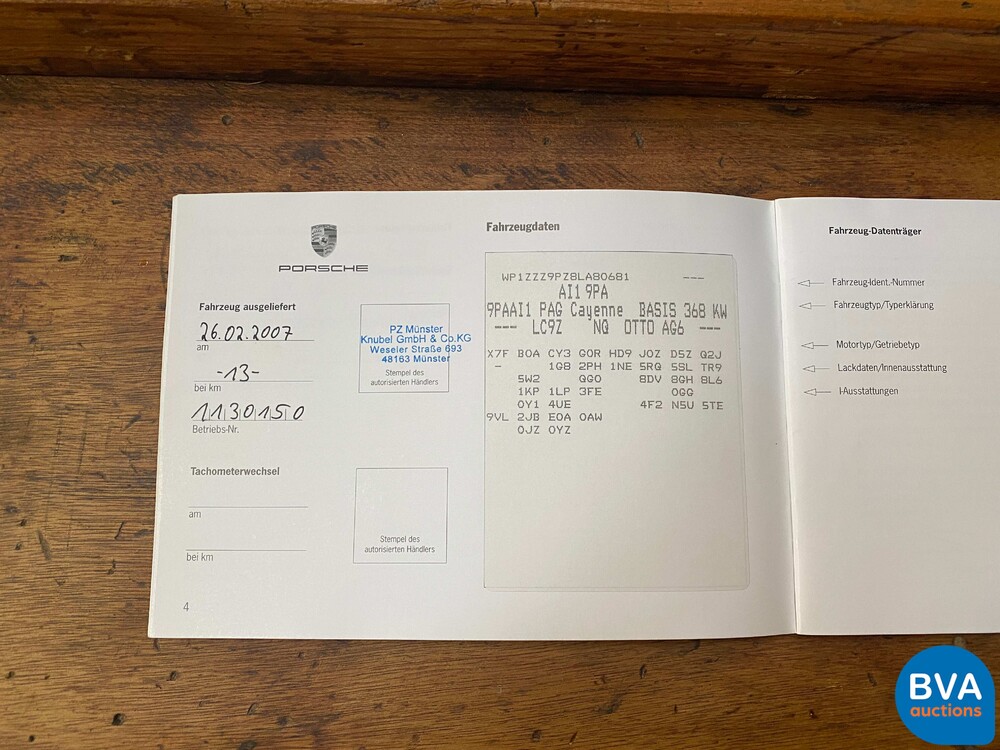 PORSCHE
Fahrzeug ausgeliefert
26.02.2007
am
-13-
bei km
1130150
Betriebs-Nr.
PZ Münster
Knubel GmbH & Co.KG
Weseler Straße 693
48163 Münster
Stempel des
autorisierten Händlers
Tachometerwechsel
am
bei km
Stempel des
autorisierten Händlers
4
Fahrzeugdaten
WP1ZZZ9PZ8LA80681 ---
AI1 9PA
9PAAI1 PAG Cayenne BASIS 368 KW
--- LC9Z NQ OTTO AG6 ---
X7F B0A CY3 G0R HD9 J0Z D5Z Q2J
- 1G8 2PH 1NE 5RQ 5SL TR9
5W2 GG0 8DV 8GH 8L6
1KP 1LP 3FE 0GG
0Y1 4UE 4F2 N5U 5TE
9VL 2JB E0A 0AW
0JZ 0YZ
Fahrzeug-Datenträger
Fahrzeug-Ident.-Nummer
Fahrzeugtyp/Typerklärung
Motortyp/Getriebetyp
Lackdaten/Innenausstattung
I-Ausstattungen
BVA
auctions